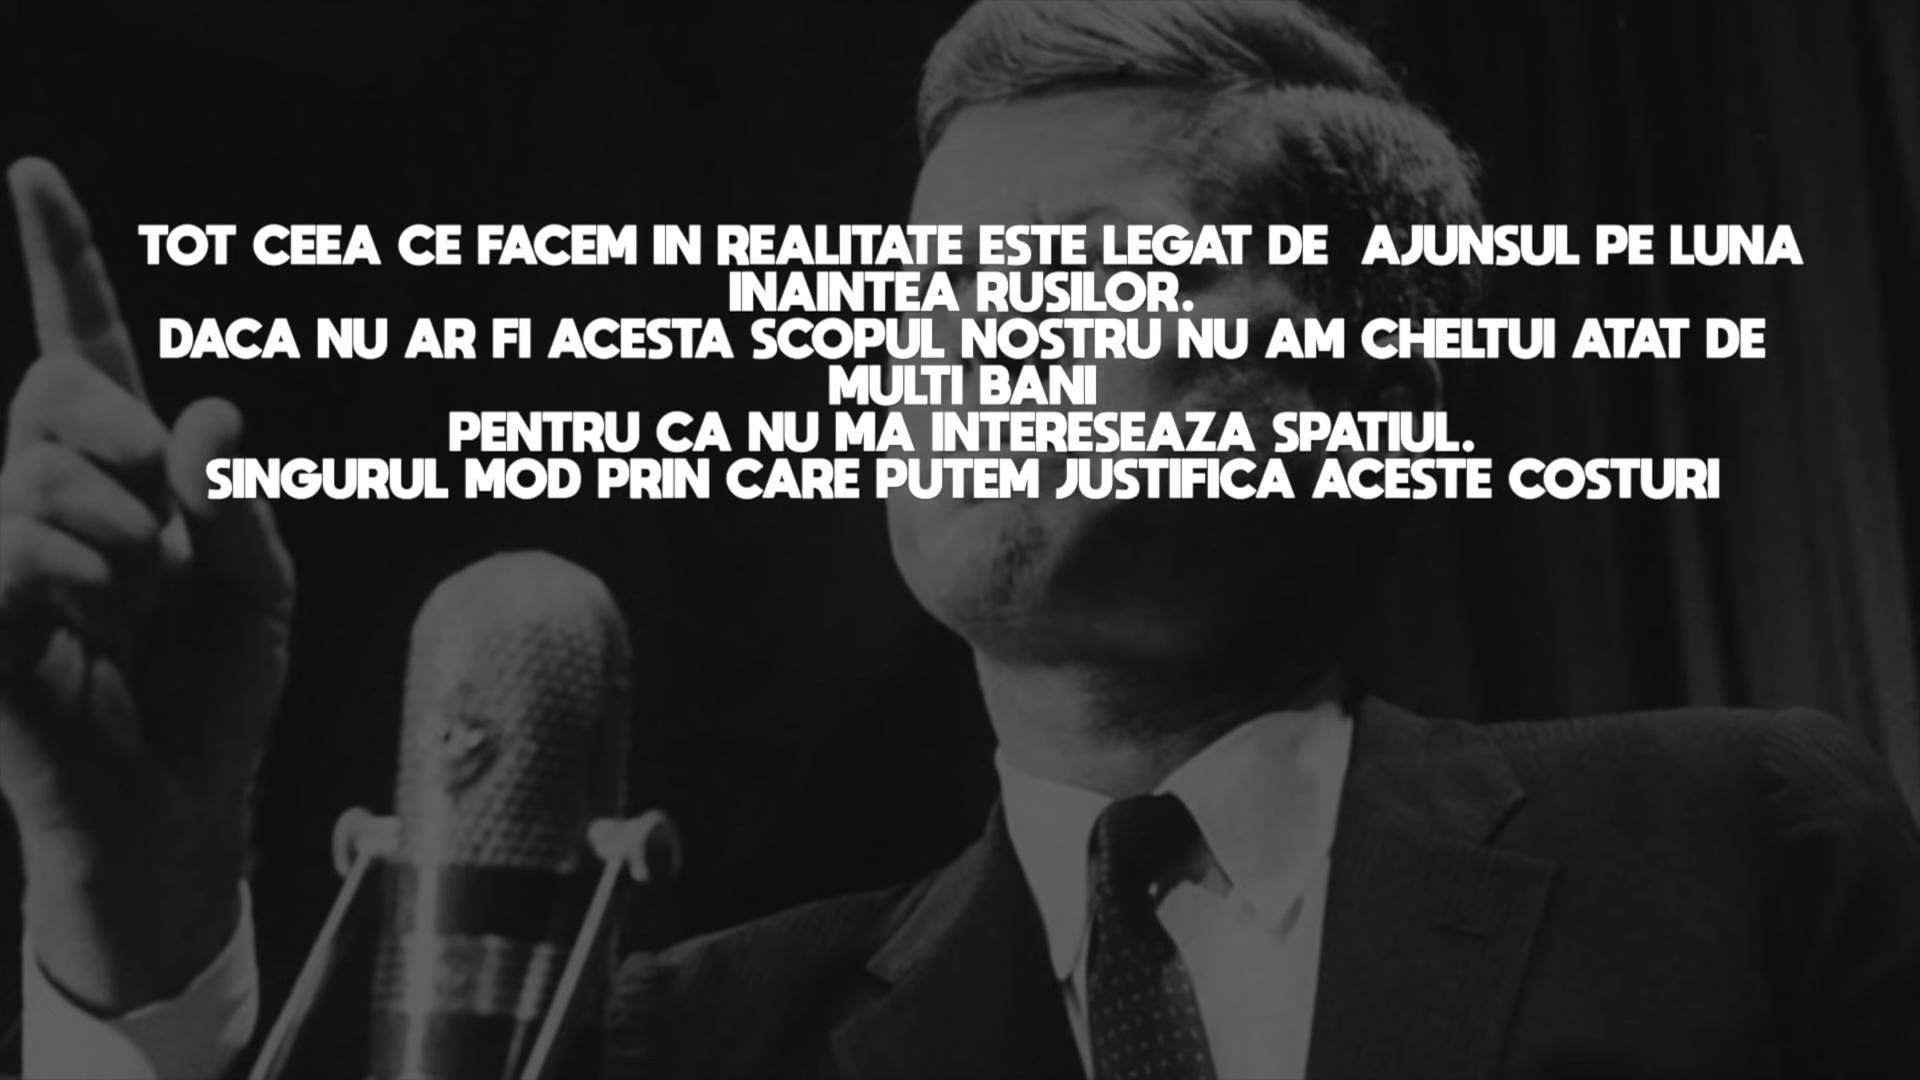 TOT CEEA CE FACEM IN REALITATE ESTE LEGAT DE  AJUNSUL PE LUNA
INAINTEA RUSILOR.
DACA NU AR FI ACESTA SCOPUL NOSTRU NU AM CHELTUI ATAT DE
MULTI BANI
PENTRU CA NU MA INTERESEAZA SPATIUL.
SINGURUL MOD PRIN CARE PUTEM JUSTIFICA ACESTE COSTURI